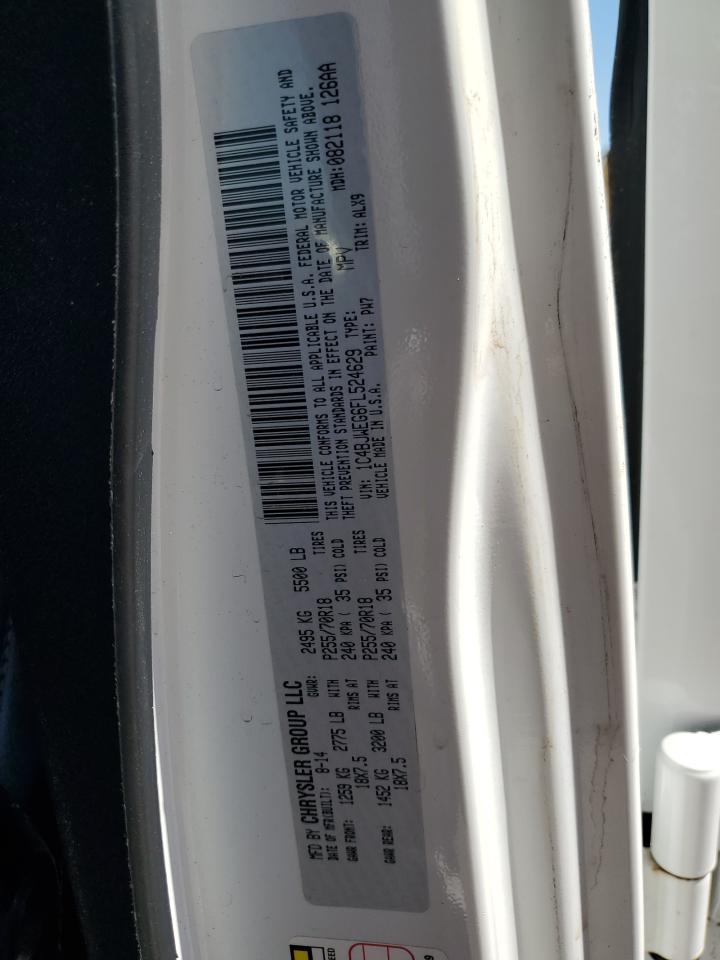 MFD BY CHRYSLER GROUP LLC
DATE OF MFR(BUILT): 8-14 GVWR: 2495 KG 5500 LB
GAWR FRONT: 1259 KG 2775 LB WITH P255/70R18 TIRES
18X7.5 RIMS AT 240 KPA ( 35 PSI) COLD
GAWR REAR: 1452 KG 3200 LB WITH P255/70R18 TIRES
18X7.5 RIMS AT 240 KPA ( 35 PSI) COLD
THIS VEHICLE CONFORMS TO ALL APPLICABLE U.S.A. FEDERAL MOTOR VEHICLE SAFETY AND
THEFT PREVENTION STANDARDS IN EFFECT ON THE DATE OF MANUFACTURE SHOWN ABOVE.
VIN: 1C4BJWEG6FL524629 TYPE: MPV MDH:082118 126AA
VEHICLE MADE IN U.S.A. PAINT: PW7 TRIM: ALX9